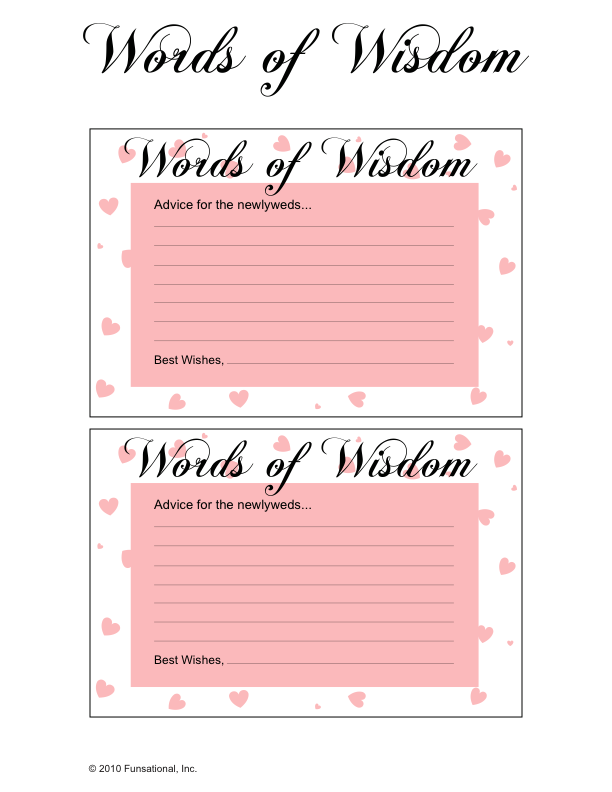 Words of Wisdom
Words of Wisdom
Advice for the newlyweds...
Best Wishes,
Words of Wisdom
Advice for the newlyweds...
Best Wishes,
© 2010 Funsational, Inc.